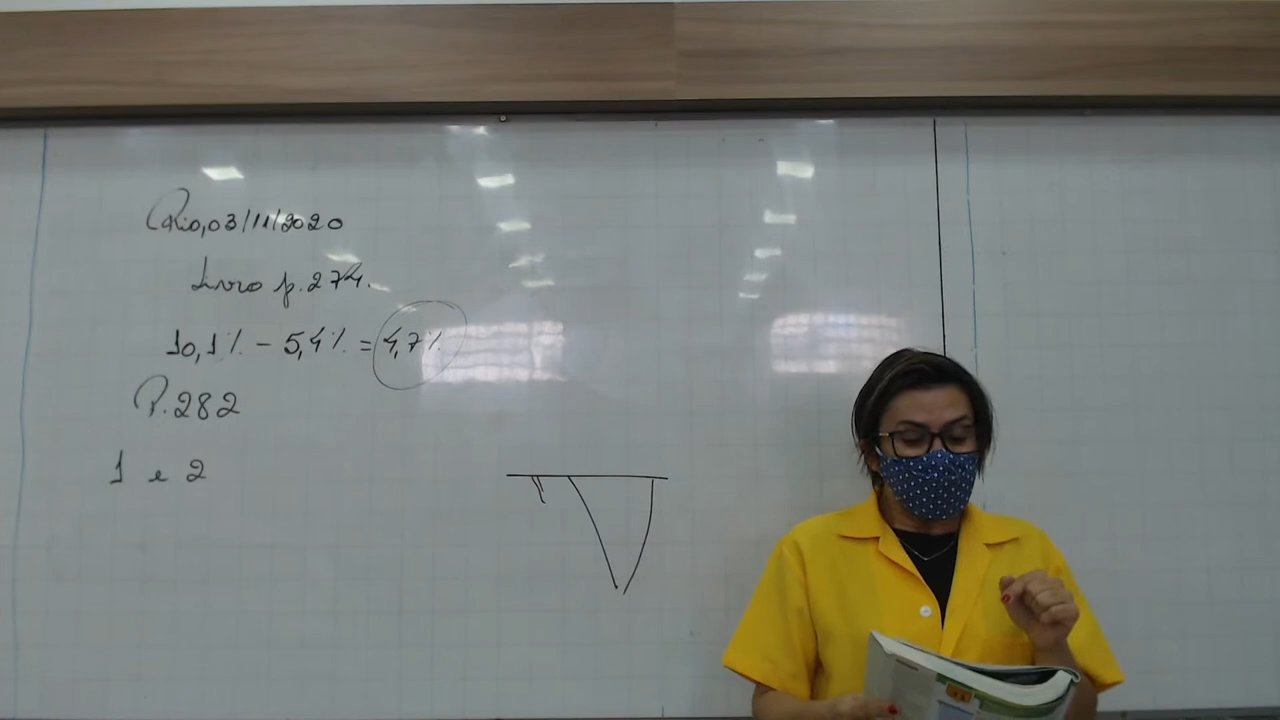 Rio, 03/11/2020
Livro p. 274.
10,1% - 5,4% = 4,7%
P. 282
1 e 2